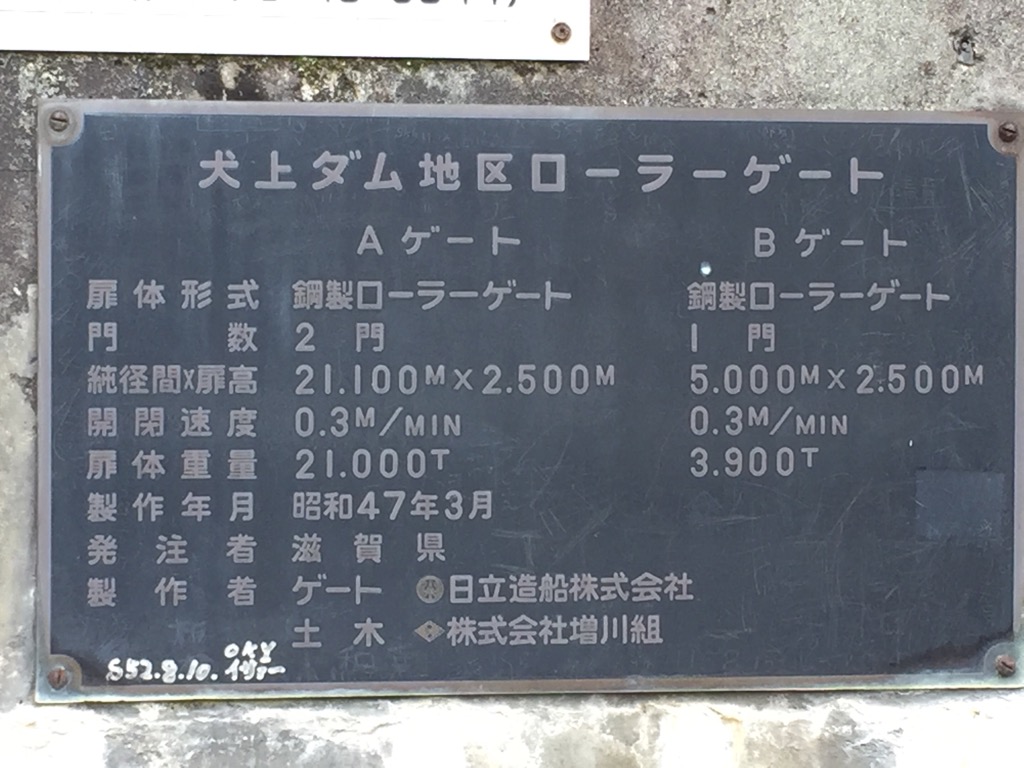 犬上ダム地区ローラーゲート
Aゲート Bゲート
扉体形式 鋼製ローラーゲート 鋼製ローラーゲート
門数 2門 1門
純径間×扉高 21.100M×2.500M 5.000M×2.500M
開閉速度 0.3M/MIN 0.3M/MIN
扉体重量 21.000T 3.900T
製作年月 昭和47年3月
発注者 滋賀県
製作者 ゲート 日立造船株式会社
土木 株式会社増川組
S52.8.10.